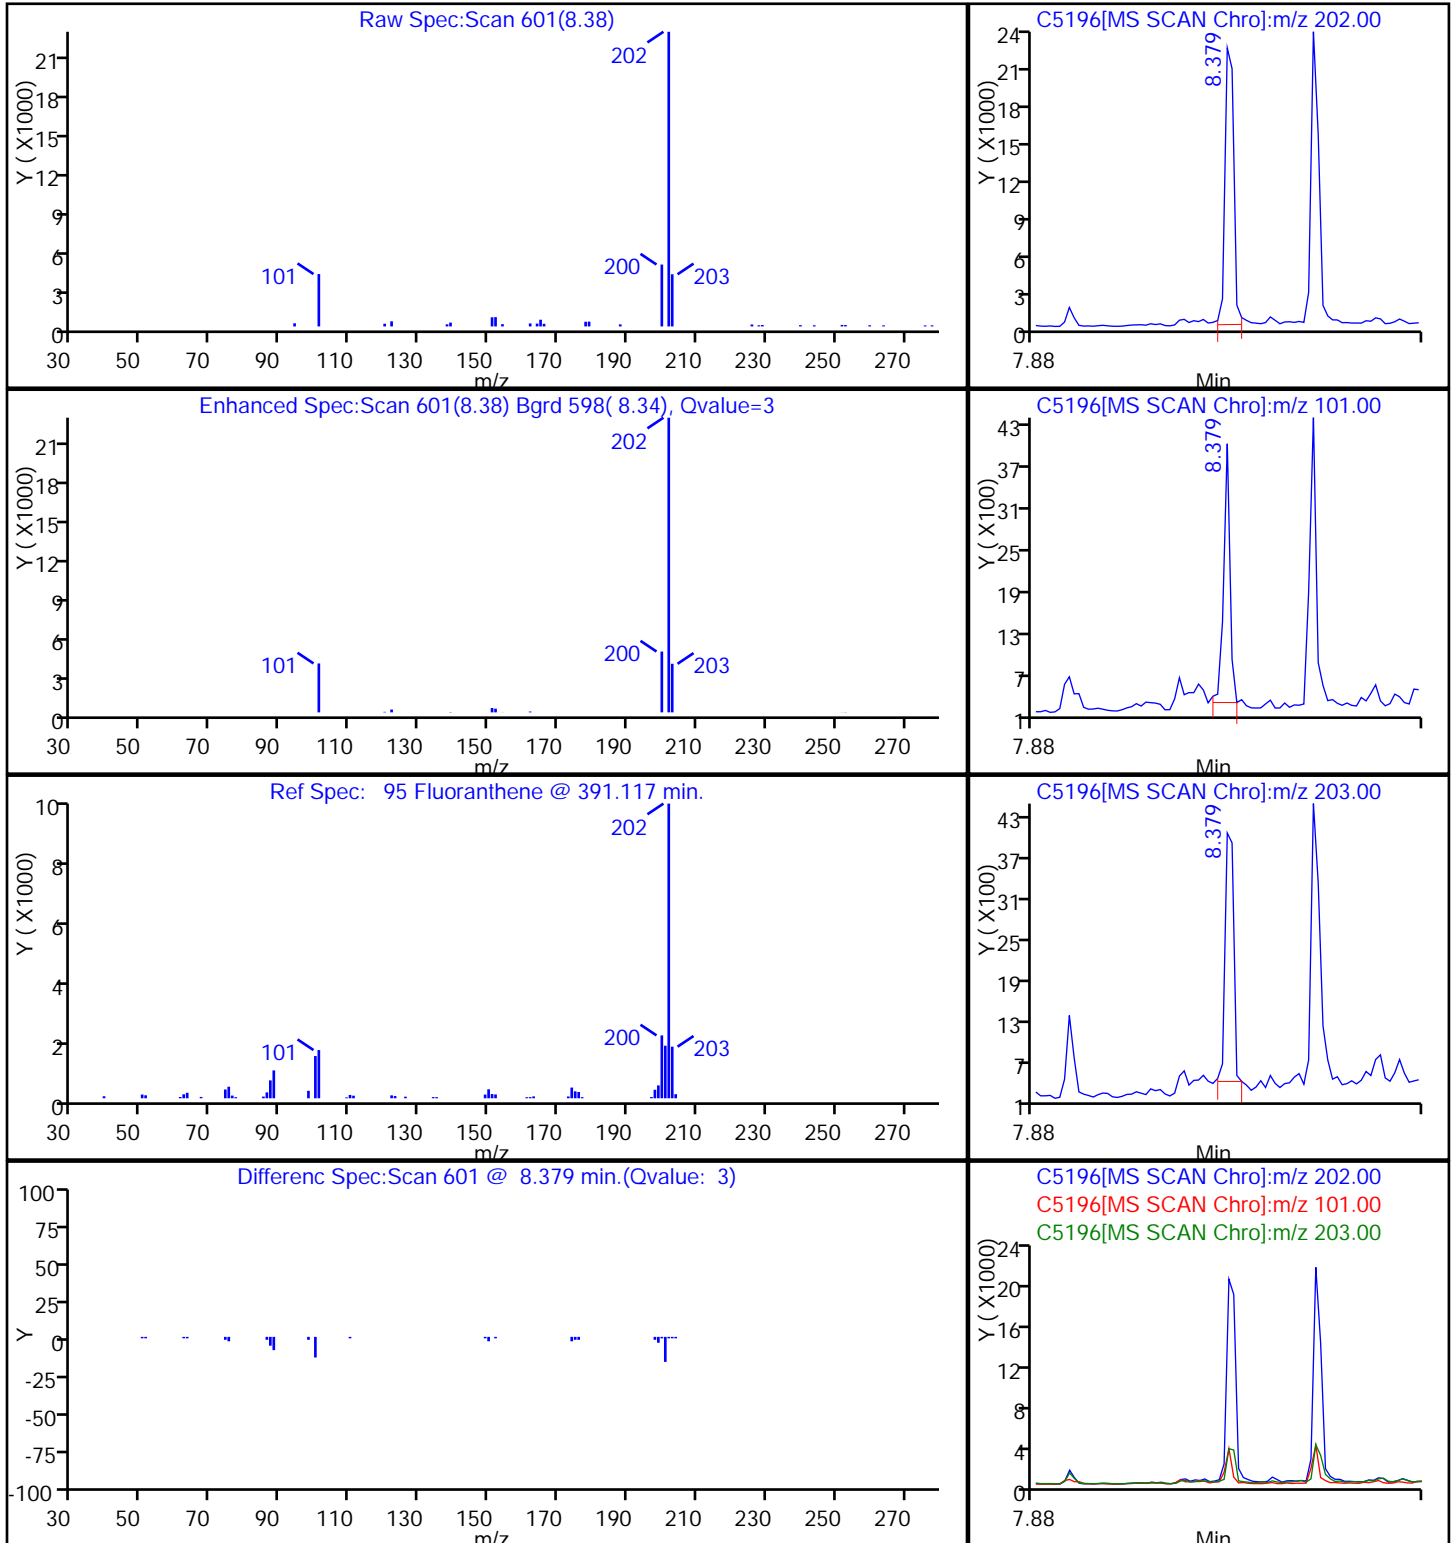 Raw Spec:Scan 601(8.38)
Y ( X1000)
21
18
15
12
9
6
3
0
202
101
200
203
30 50 70 90 110 130 150 170 190 210 230 250 270
m/z
C5196[MS SCAN Chro]:m/z 202.00
Y ( X1000)
24
21
18
15
12
9
6
3
0
8.379
7.88
Min
Enhanced Spec:Scan 601(8.38) Bgrd 598( 8.34), Qvalue=3
Y ( X1000)
21
18
15
12
9
6
3
0
202
101
200
203
30 50 70 90 110 130 150 170 190 210 230 250 270
m/z
C5196[MS SCAN Chro]:m/z 101.00
Y ( X100)
43
37
31
25
19
13
7
1
8.379
7.88
Min
Ref Spec: 95 Fluoranthene @ 391.117 min.
Y ( X1000)
10
8
6
4
2
0
202
101
200
203
30 50 70 90 110 130 150 170 190 210 230 250 270
m/z
C5196[MS SCAN Chro]:m/z 203.00
Y ( X100)
43
37
31
25
19
13
7
1
8.379
7.88
Min
Differenc Spec:Scan 601 @ 8.379 min.(Qvalue: 3)
Y
100
75
50
25
0
-25
-50
-75
-100
30 50 70 90 110 130 150 170 190 210 230 250 270
m/z
C5196[MS SCAN Chro]:m/z 202.00
C5196[MS SCAN Chro]:m/z 101.00
C5196[MS SCAN Chro]:m/z 203.00
Y ( X1000)
24
20
16
12
8
4
0
7.88
Min